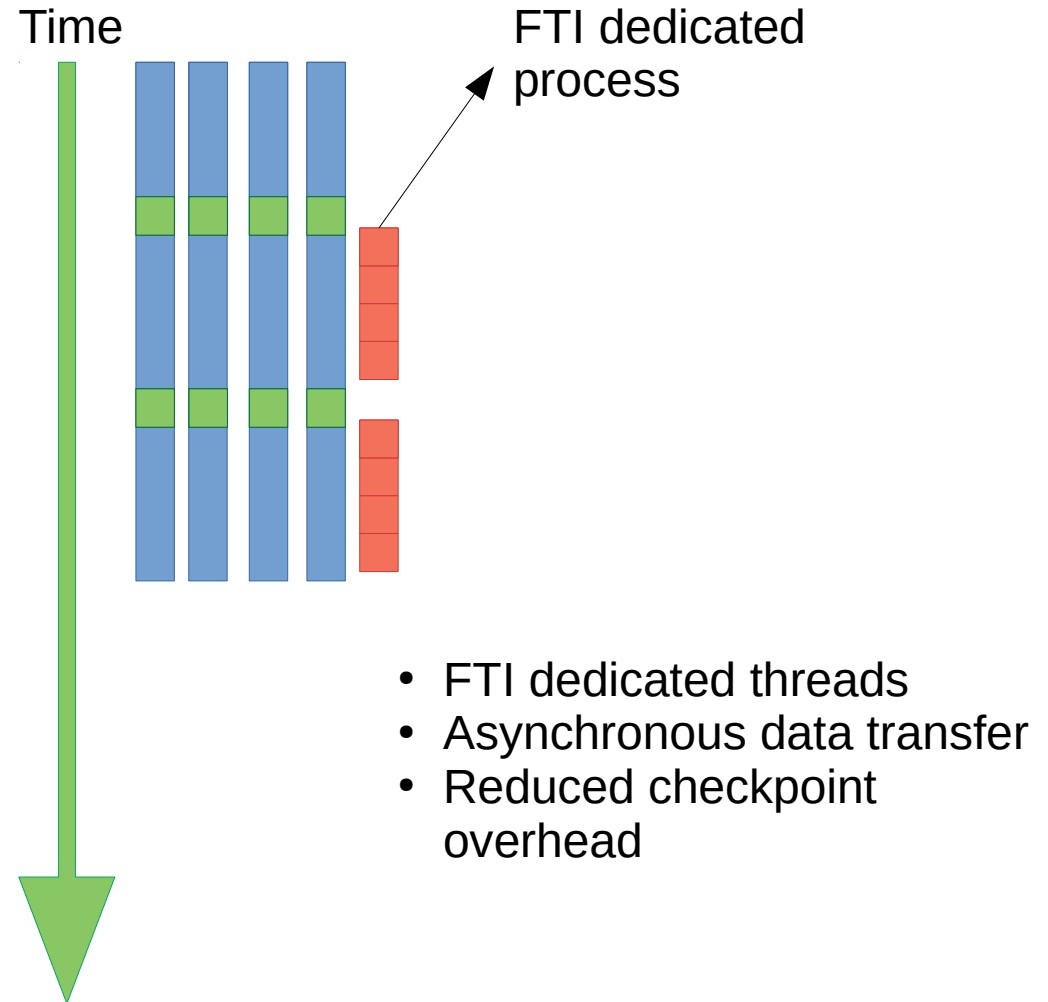 Time
FTI dedicated
process
• FTI dedicated threads
• Asynchronous data transfer
• Reduced checkpoint
overhead